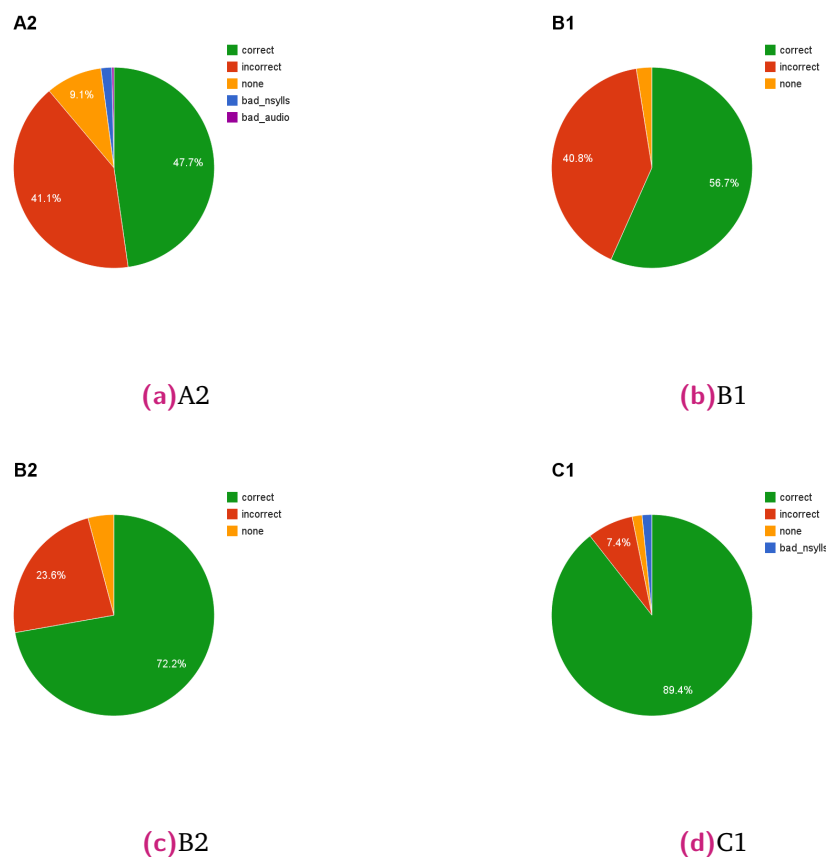 A2
correct
incorrect
none
bad_nsylls
bad_audio
9.1%
47.7%
41.1%
(a)A2
B1
correct
incorrect
none
40.8%
56.7%
(b)B1
B2
correct
incorrect
none
23.6%
72.2%
(c)B2
C1
correct
incorrect
none
bad_nsylls
7.4%
89.4%
(d)C1